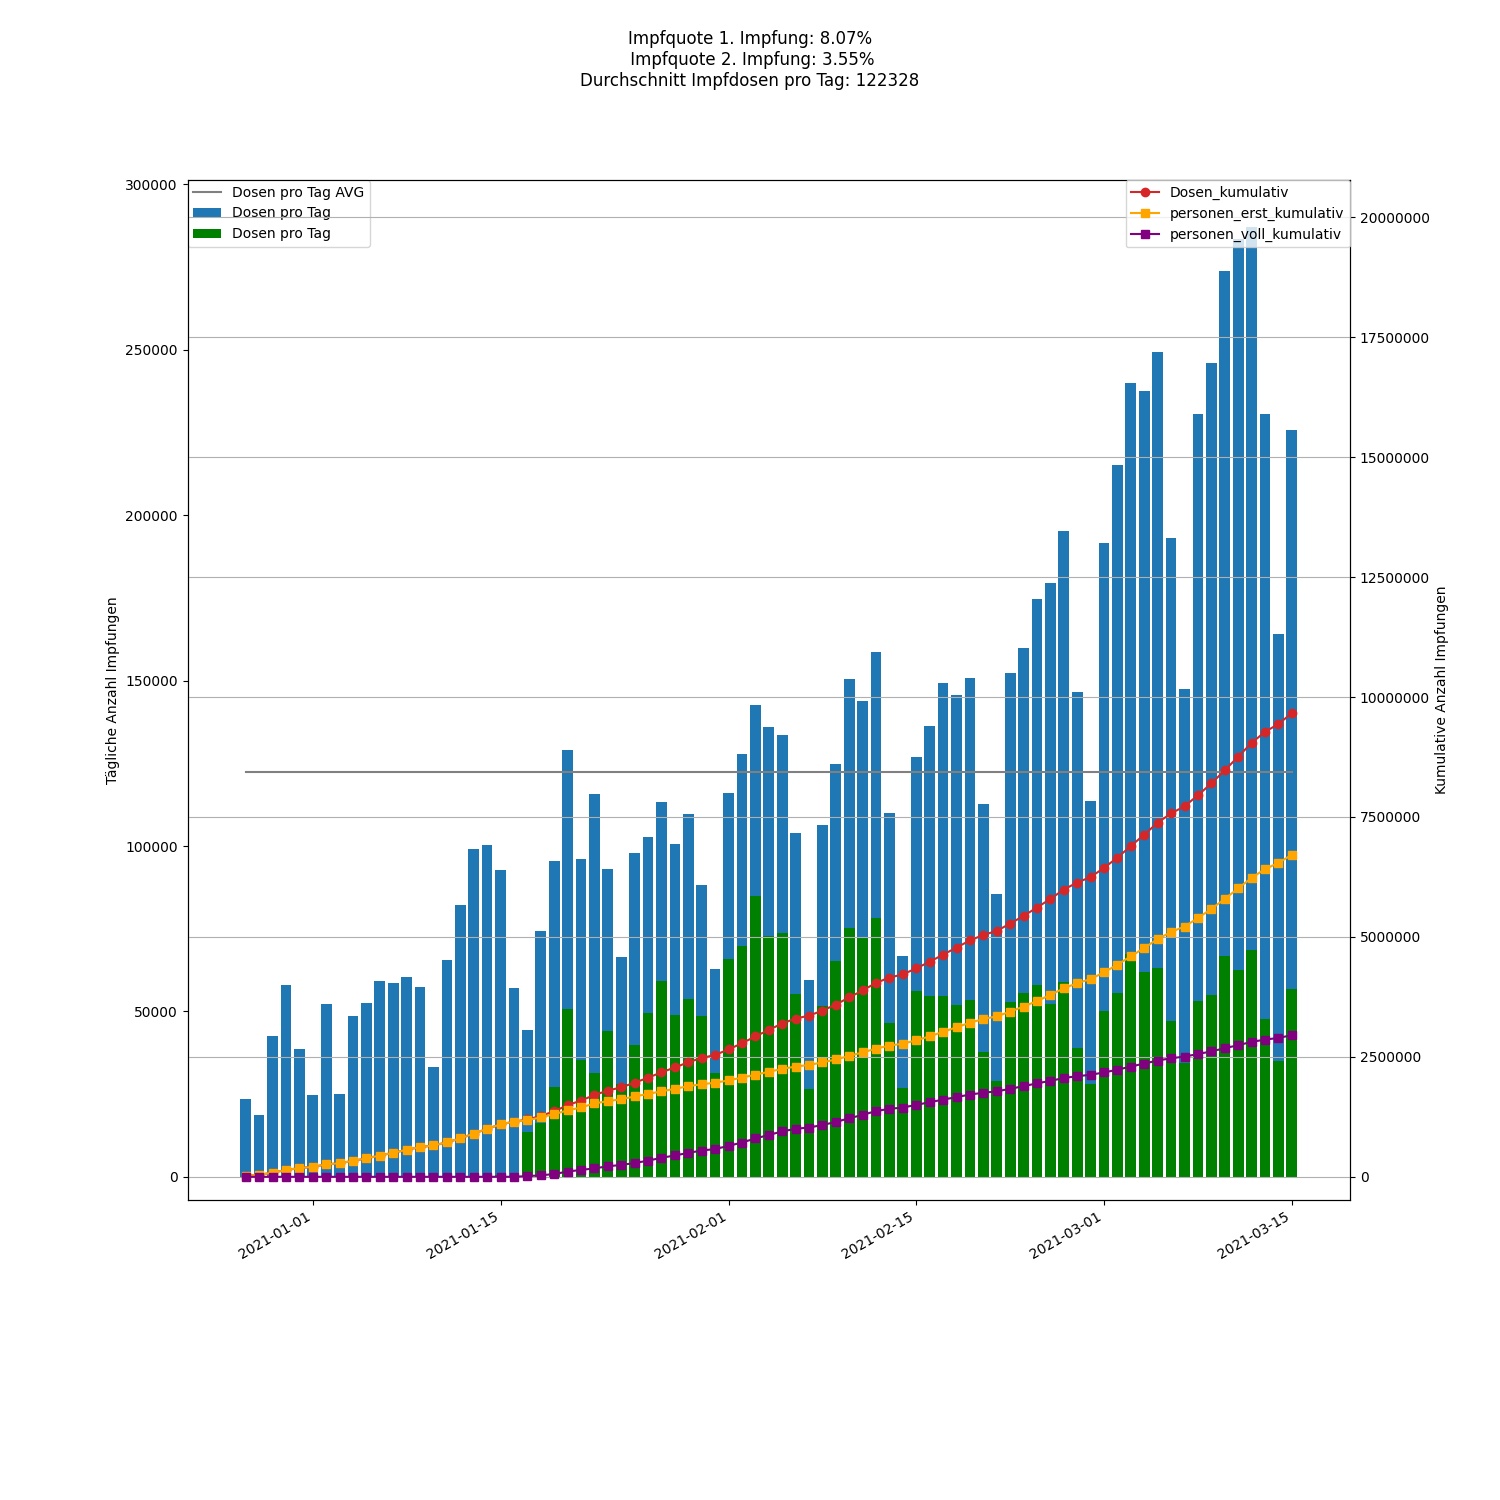 Impfquote 1. Impfung: 8.07%
Impfquote 2. Impfung: 3.55%
Durchschnitt Impfdosen pro Tag: 122328
Dosen pro Tag AVG
Dosen pro Tag
Dosen pro Tag
Dosen_kumulativ
personen_erst_kumulativ
personen_voll_kumulativ
300000
250000
200000
150000
100000
50000
0
Tägliche Anzahl Impfungen
20000000
17500000
15000000
12500000
10000000
7500000
5000000
2500000
0
Kumulative Anzahl Impfungen
2021-01-01
2021-01-15
2021-02-01
2021-02-15
2021-03-01
2021-03-15